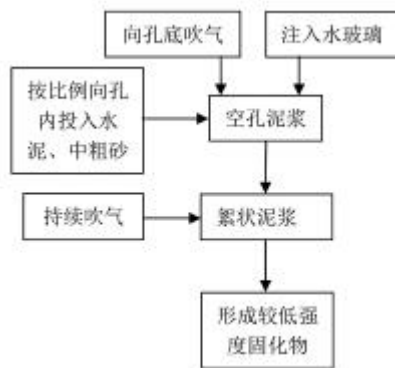 向孔底吹气
注入水玻璃
按比例向孔
内投入水
泥、中粗砂
空孔泥浆
持续吹气
絮状泥浆
形成较低强
度固化物